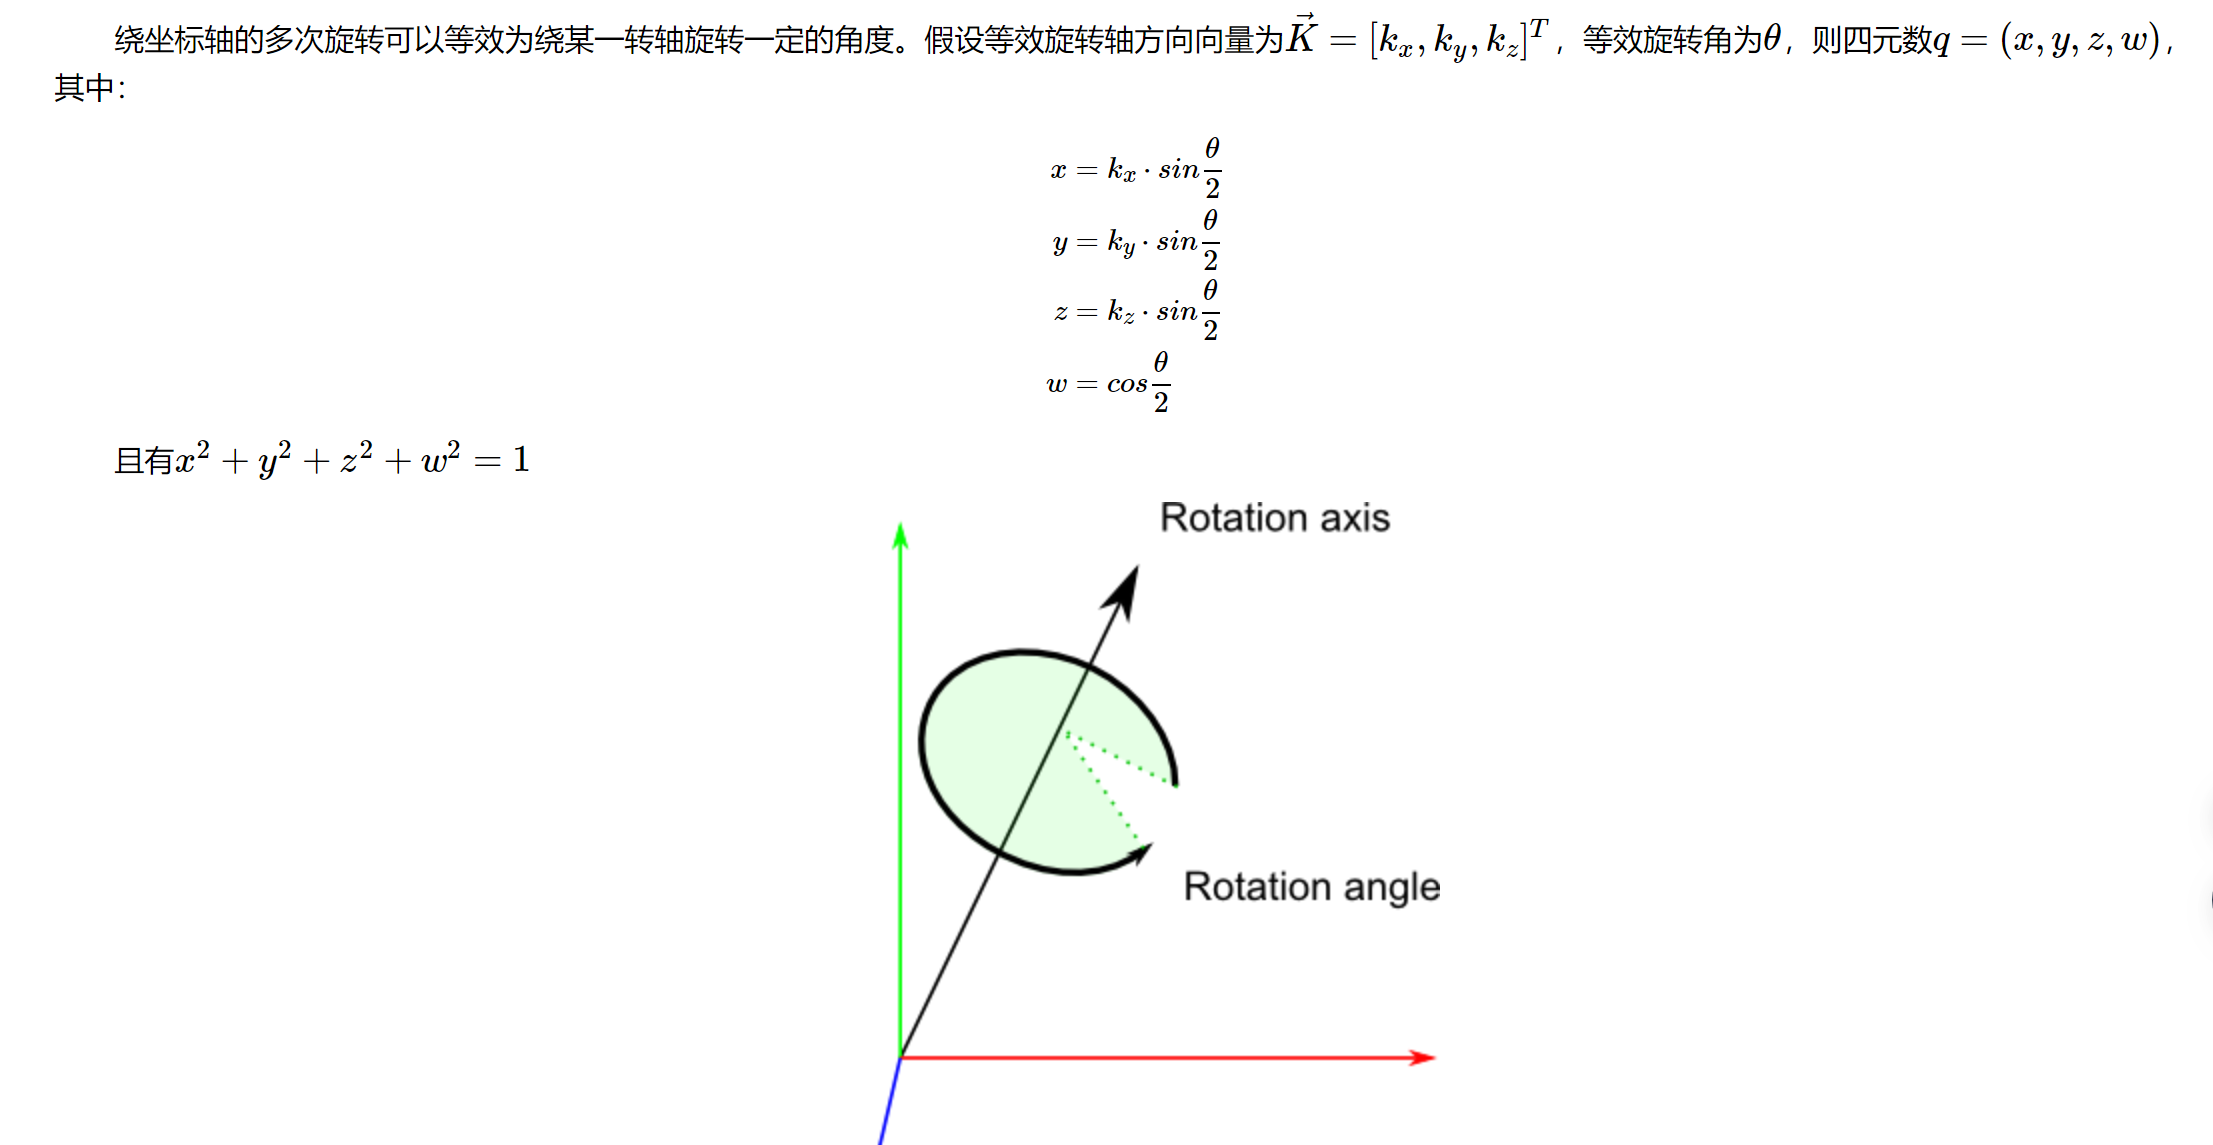 绕坐标轴的多次旋转可以等效为绕某一转轴旋转一定的角度。假设等效旋转轴方向向量为$\vec{K} = [k_x, k_y, k_z]^T$，等效旋转角为$\theta$，则四元数$q = (x, y, z, w)$，
其中：
$x = k_x \cdot sin\frac{\theta}{2}$
$y = k_y \cdot sin\frac{\theta}{2}$
$z = k_z \cdot sin\frac{\theta}{2}$
$w = cos\frac{\theta}{2}$
且有$x^2 + y^2 + z^2 + w^2 = 1$
Rotation axis
Rotation angle